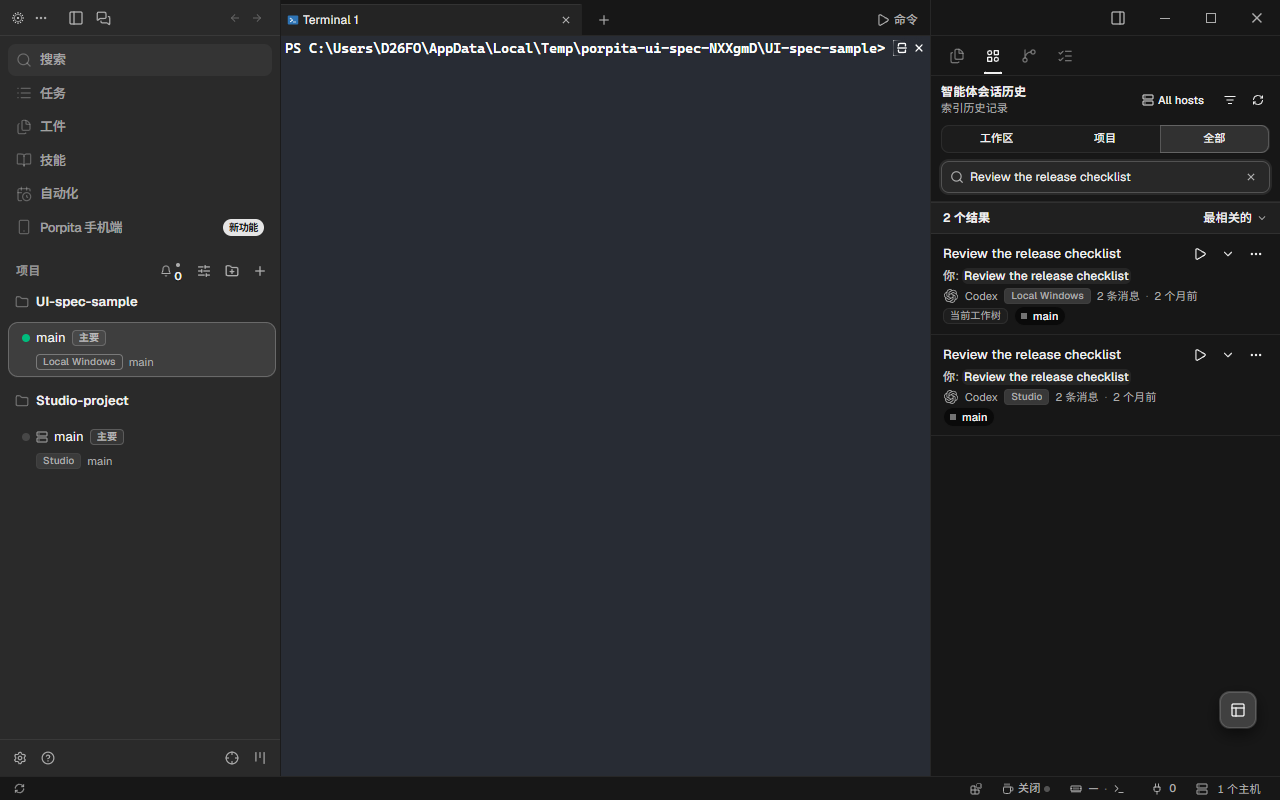 Terminal 1
命令
搜索
任务
工件
技能
自动化
Porpita 手机端
新功能
项目
0
UI-spec-sample
main 主要
Local Windows main
Studio-project
main 主要
Studio main
PS C:\Users\D26FO\AppData\Local\Temp\porpita-ui-spec-NXXgmD\UI-spec-sample>
智能体会话历史
索引历史记录
All hosts
工作区 项目 全部
Review the release checklist
2 个结果 最相关的
Review the release checklist
你: Review the release checklist
Codex Local Windows 2 条消息 · 2 个月前
当前工作树 main
Review the release checklist
你: Review the release checklist
Codex Studio 2 条消息 · 2 个月前
main
关闭
0
1 个主机